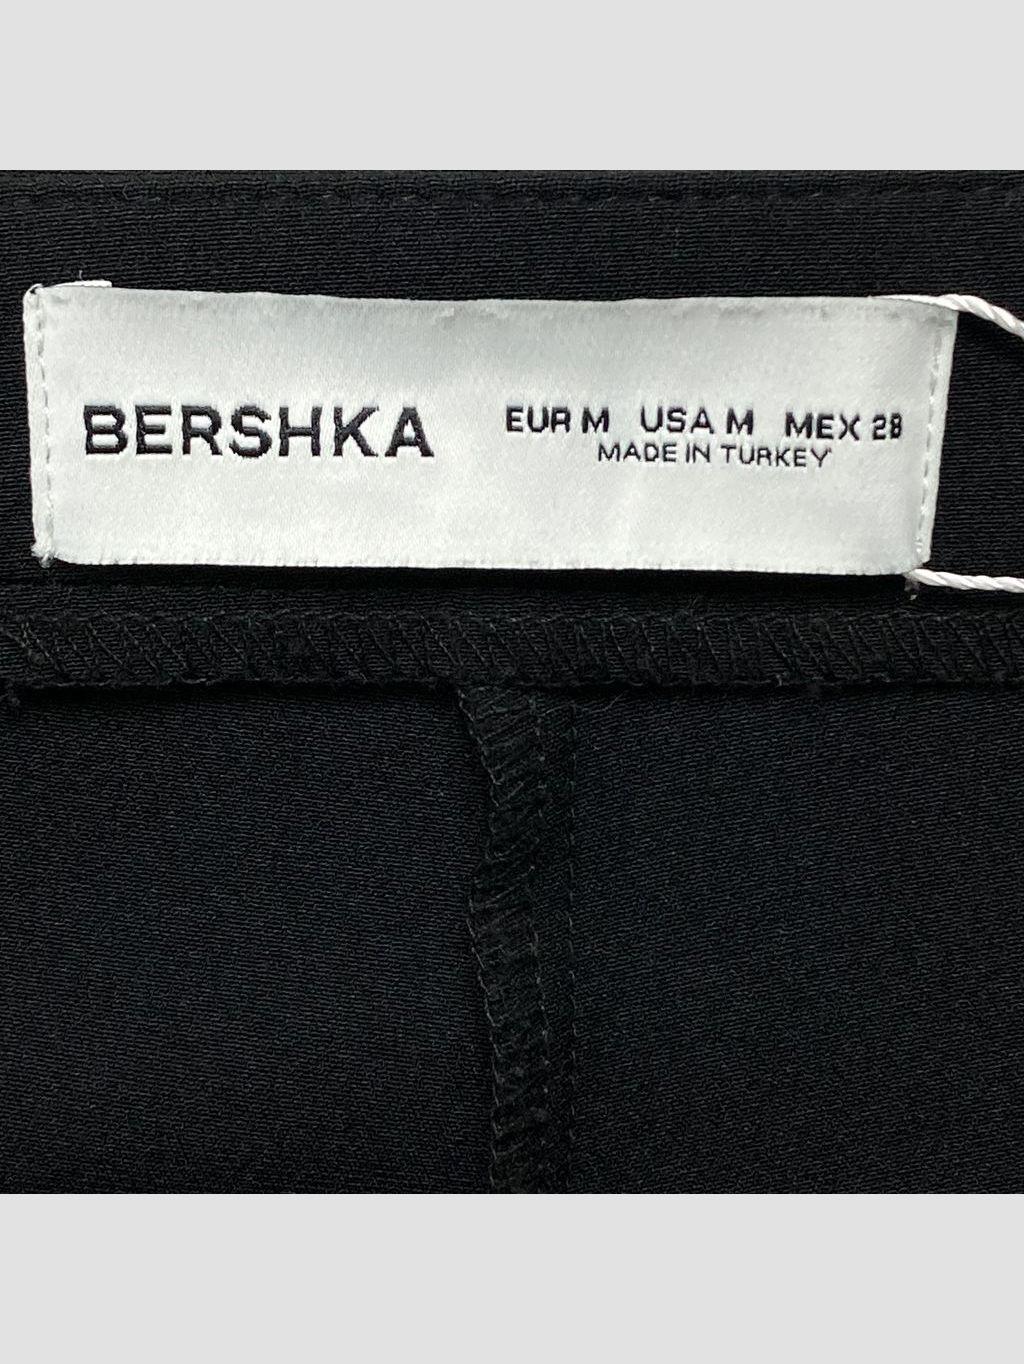 BERSHKA
EUR M USA M MEX 28
MADE IN TURKEY